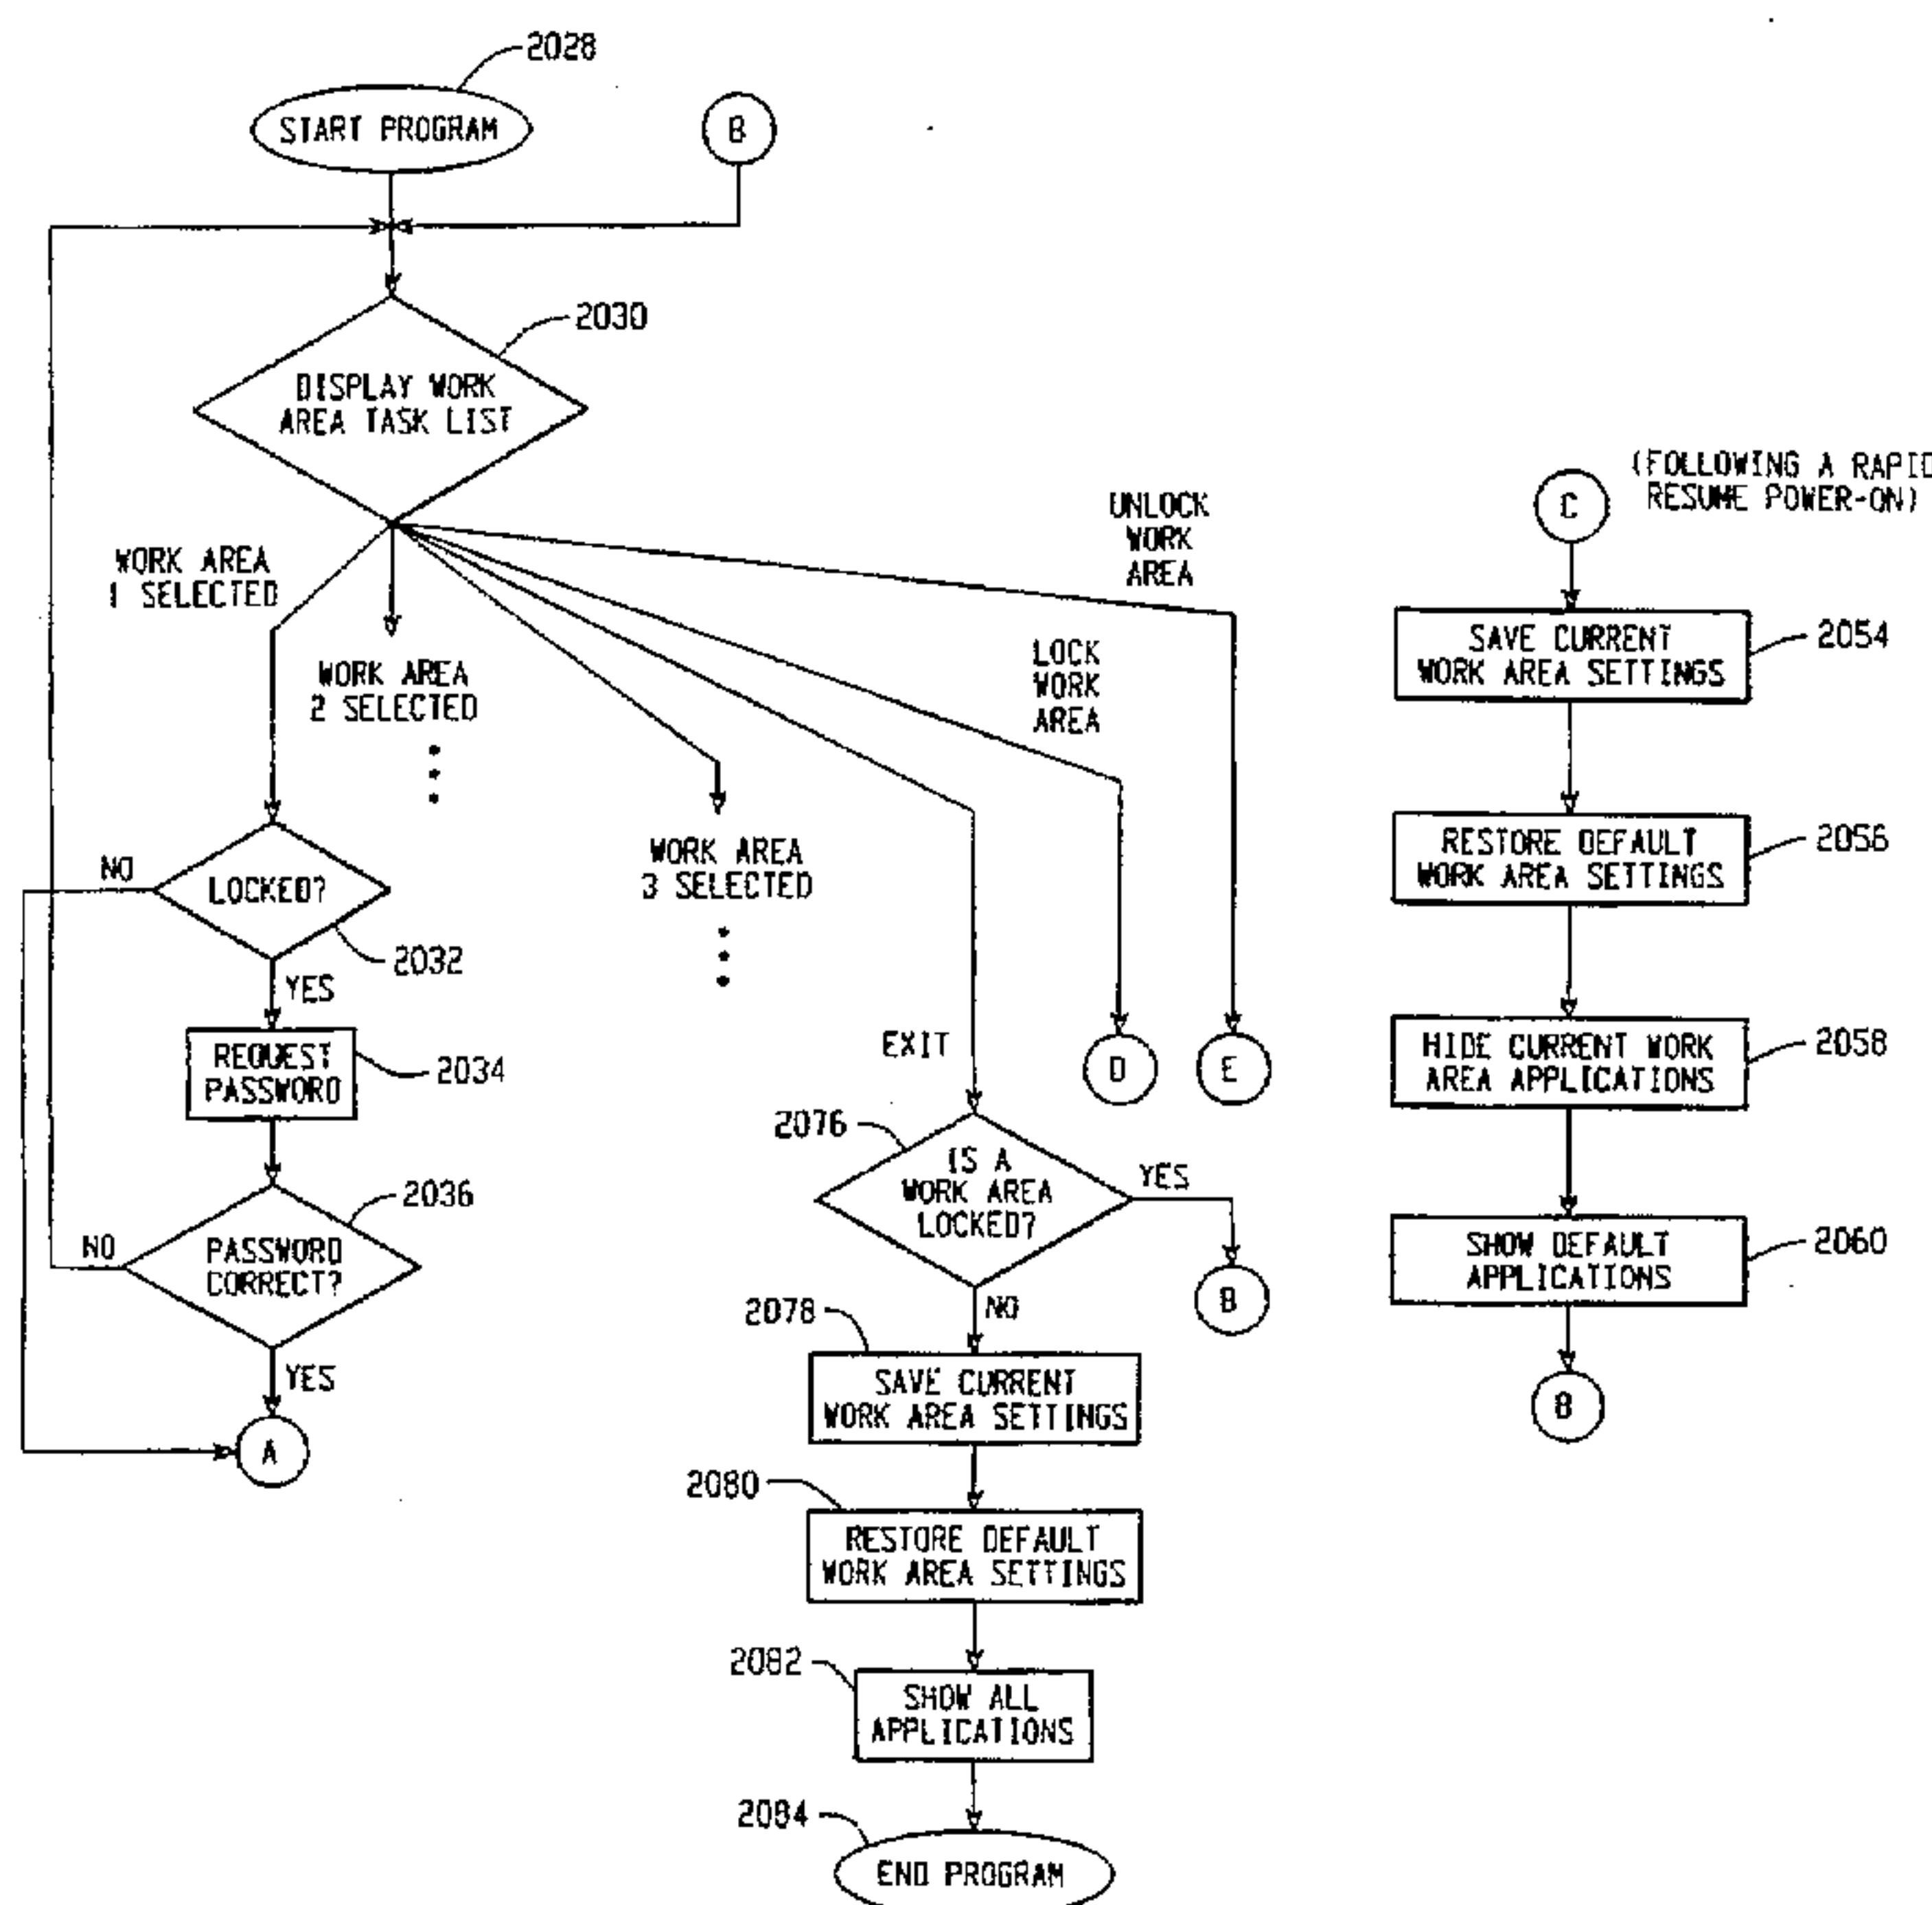 2028
START PROGRAM
B
2030
DISPLAY WORK
AREA TASK LIST
WORK AREA
1 SELECTED
WORK AREA
2 SELECTED
WORK AREA
3 SELECTED
UNLOCK
WORK
AREA
LOCK
WORK
AREA
EXIT
D
E
NO
LOCKED?
2032
YES
REQUEST
PASSWORD
2034
2036
NO
PASSWORD
CORRECT?
YES
A
2076
IS A
WORK AREA
LOCKED?
YES
B
NO
2078
SAVE CURRENT
WORK AREA SETTINGS
2080
RESTORE DEFAULT
WORK AREA SETTINGS
2082
SHOW ALL
APPLICATIONS
2084
END PROGRAM
C
(FOLLOWING A RAPID
RESUME POWER-ON)
SAVE CURRENT
WORK AREA SETTINGS
2054
RESTORE DEFAULT
WORK AREA SETTINGS
2056
HIDE CURRENT WORK
AREA APPLICATIONS
2058
SHOW DEFAULT
APPLICATIONS
2060
B